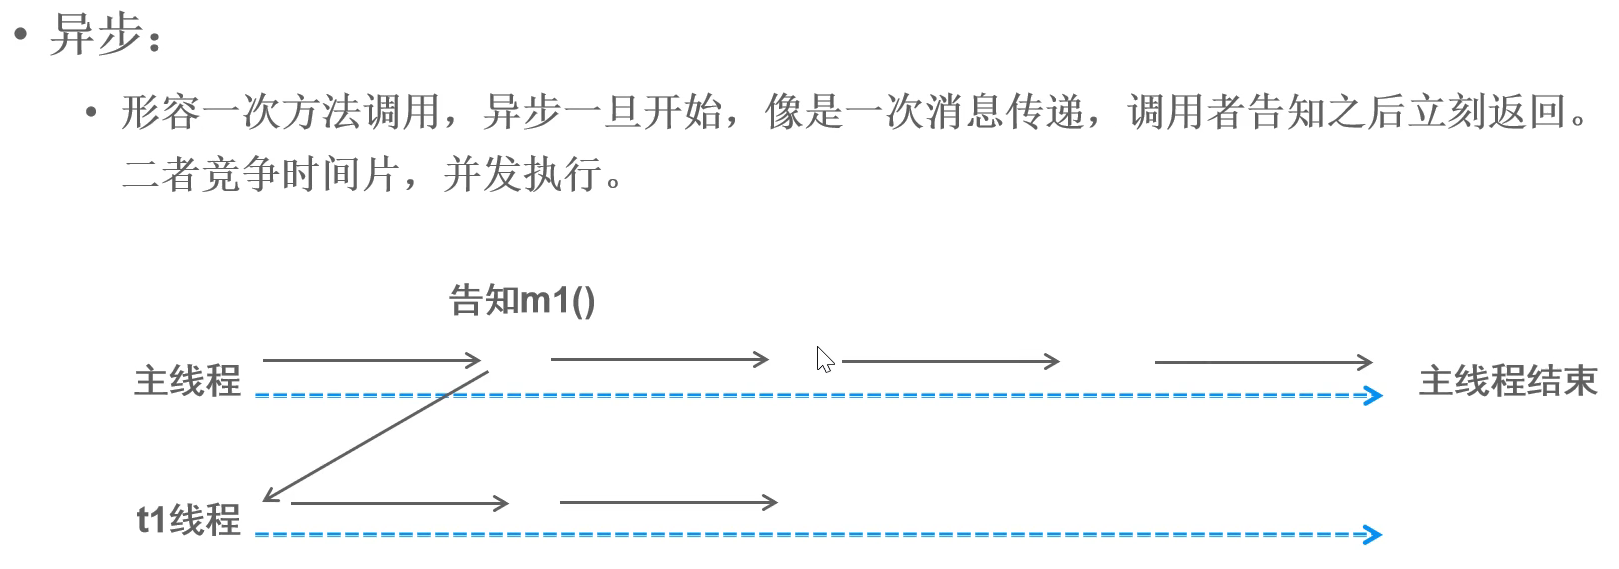 • 异步：
• 形容一次方法调用，异步一旦开始，像是一次消息传递，调用者告知之后立刻返回。
二者竞争时间片，并发执行。
告知m1()
主线程
主线程结束
t1线程